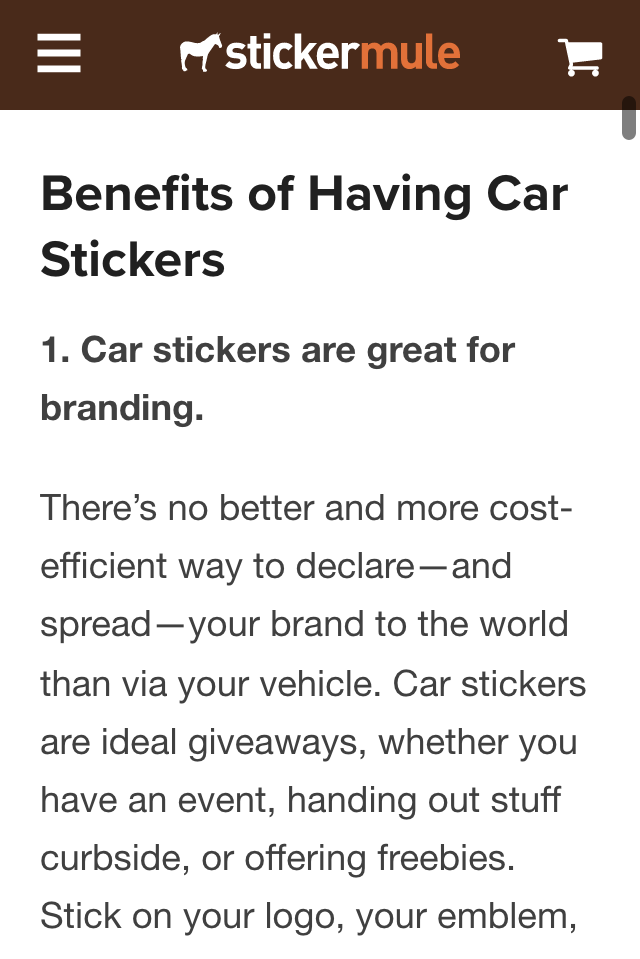 stickermule
Benefits of Having Car
Stickers
1. Car stickers are great for
branding.
There’s no better and more cost-
efficient way to declare—and
spread—your brand to the world
than via your vehicle. Car stickers
are ideal giveaways, whether you
have an event, handing out stuff
curbside, or offering freebies.
Stick on your logo, your emblem,